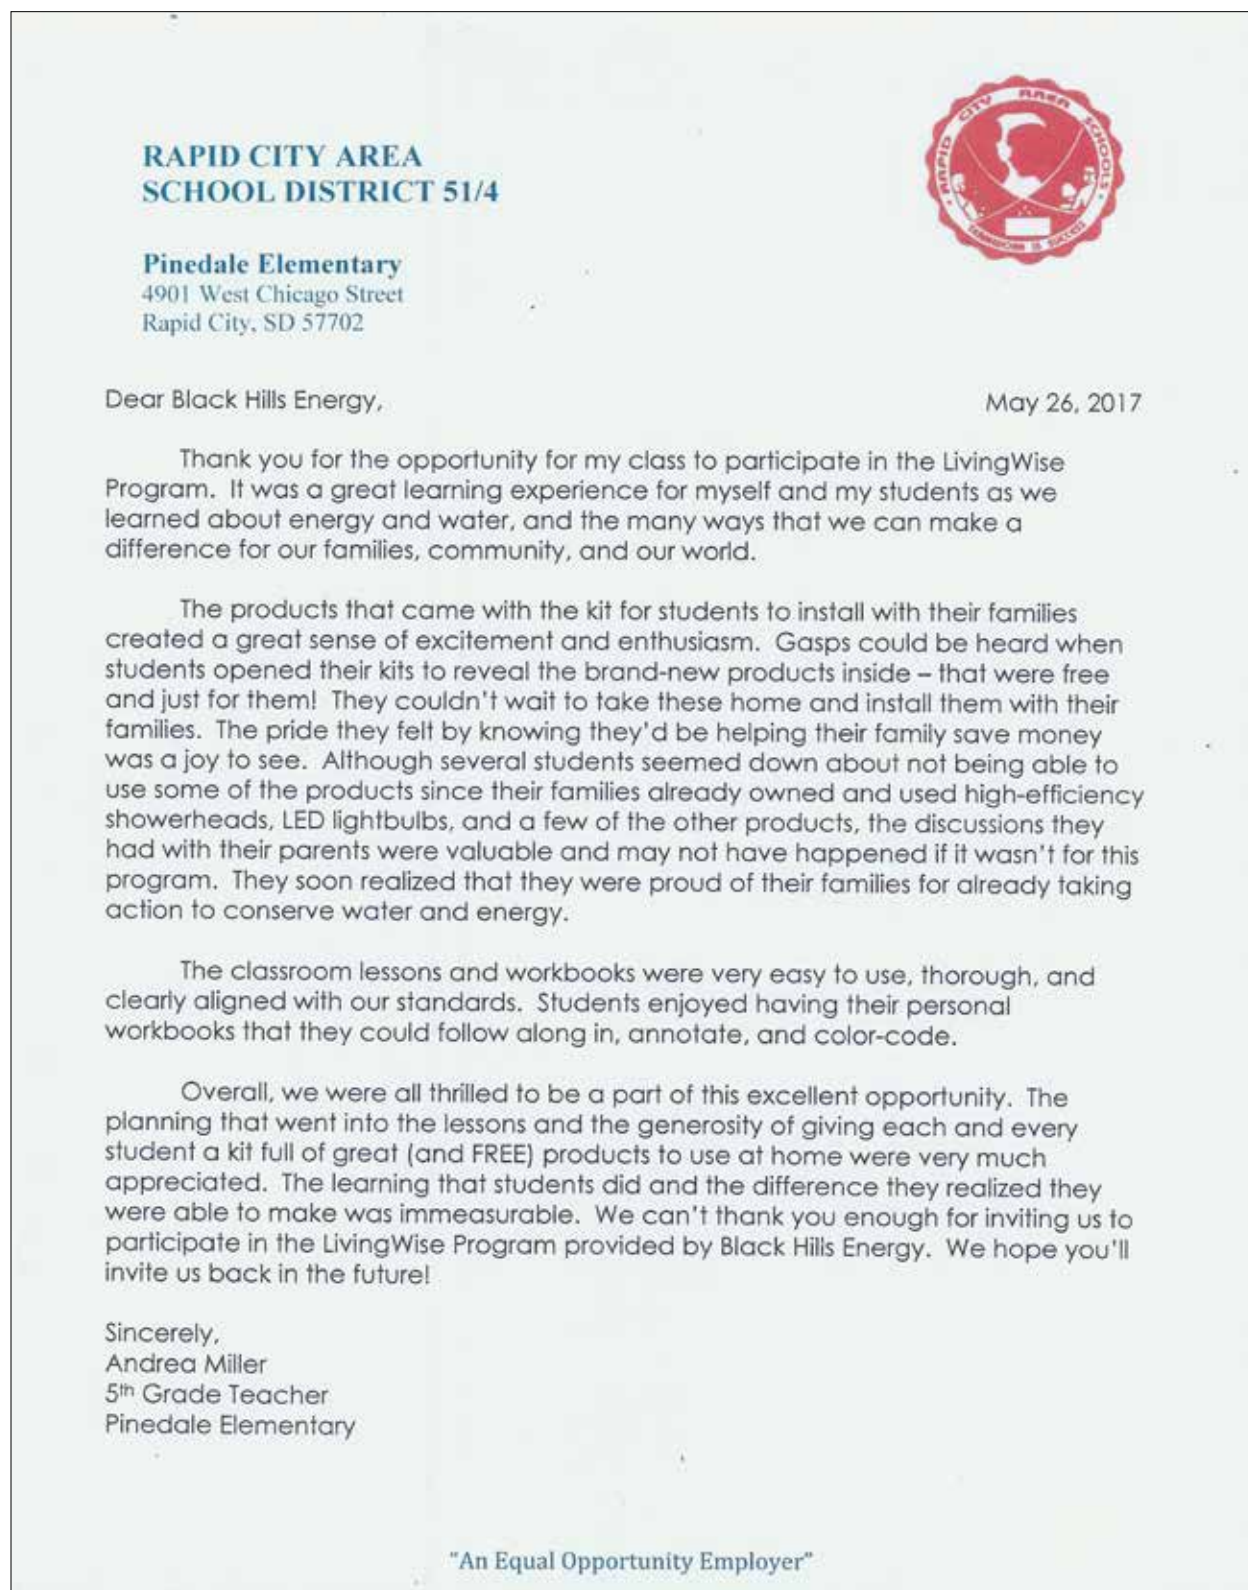 RAPID CITY AREA
SCHOOL DISTRICT 51/4
RAPID CITY AREA SCHOOLS
IS SUCCESS
Pinedale Elementary
4901 West Chicago Street
Rapid City, SD 57702
Dear Black Hills Energy,
May 26, 2017
Thank you for the opportunity for my class to participate in the LivingWise
Program. It was a great learning experience for myself and my students as we
learned about energy and water, and the many ways that we can make a
difference for our families, community, and our world.
The products that came with the kit for students to install with their families
created a great sense of excitement and enthusiasm. Gasps could be heard when
students opened their kits to reveal the brand-new products inside – that were free
and just for them! They couldn't wait to take these home and install them with their
families. The pride they felt by knowing they'd be helping their family save money
was a joy to see. Although several students seemed down about not being able to
use some of the products since their families already owned and used high-efficiency
showerheads, LED lightbulbs, and a few of the other products, the discussions they
had with their parents were valuable and may not have happened if it wasn't for this
program. They soon realized that they were proud of their families for already taking
action to conserve water and energy.
The classroom lessons and workbooks were very easy to use, thorough, and
clearly aligned with our standards. Students enjoyed having their personal
workbooks that they could follow along in, annotate, and color-code.
Overall, we were all thrilled to be a part of this excellent opportunity. The
planning that went into the lessons and the generosity of giving each and every
student a kit full of great (and FREE) products to use at home were very much
appreciated. The learning that students did and the difference they realized they
were able to make was immeasurable. We can't thank you enough for inviting us to
participate in the LivingWise Program provided by Black Hills Energy. We hope you'll
invite us back in the future!
Sincerely,
Andrea Miller
5th Grade Teacher
Pinedale Elementary
"An Equal Opportunity Employer"